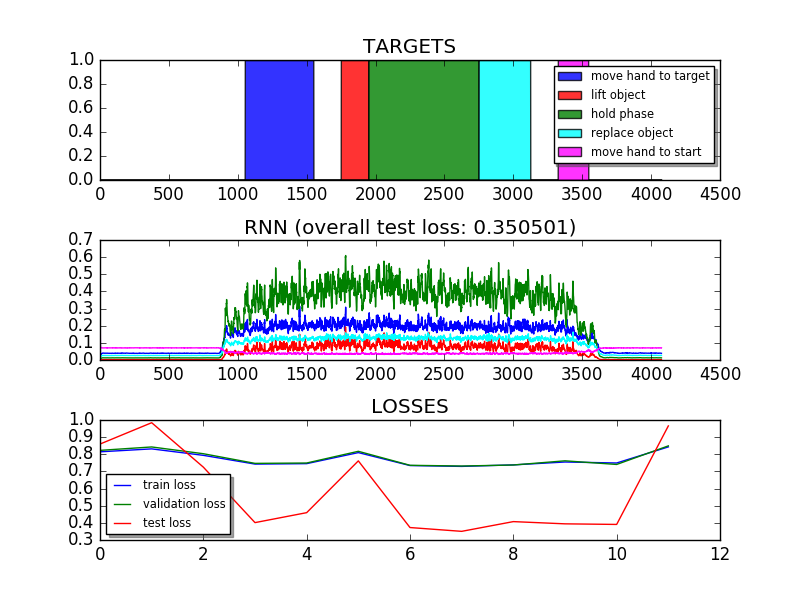 TARGETS
1.0
0.8
0.6
0.4
0.2
0.0
move hand to target
lift object
hold phase
replace object
move hand to start
0 500 1000 1500 2000 2500 3000 3500 4000 4500
RNN (overall test loss: 0.350501)
0.7
0.6
0.5
0.4
0.3
0.2
0.1
0.0
0 500 1000 1500 2000 2500 3000 3500 4000 4500
LOSSES
1.0
0.9
0.8
0.7
0.6
0.5
0.4
0.3
train loss
validation loss
test loss
0 2 4 6 8 10 12